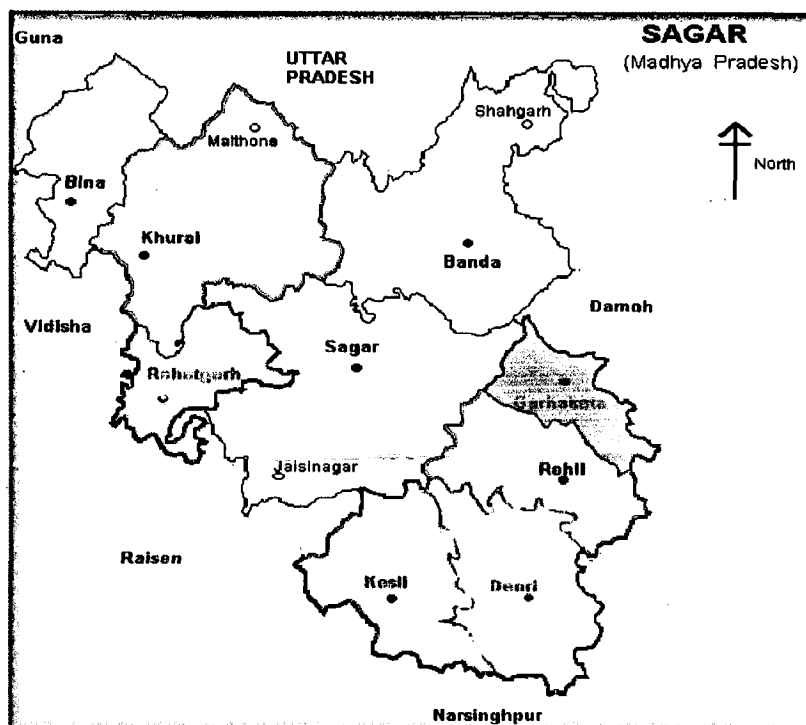 Guna
UTTAR
PRADESH
SAGAR
(Madhya Pradesh)
Shahgarh
Malthone
North
Bina
Khurai
Banda
Damoh
Vidisha
Sagar
Rahatgarh
Garhakota
Jaisinagar
Rehli
Raisen
Kesli
Deori
Narsinghpur